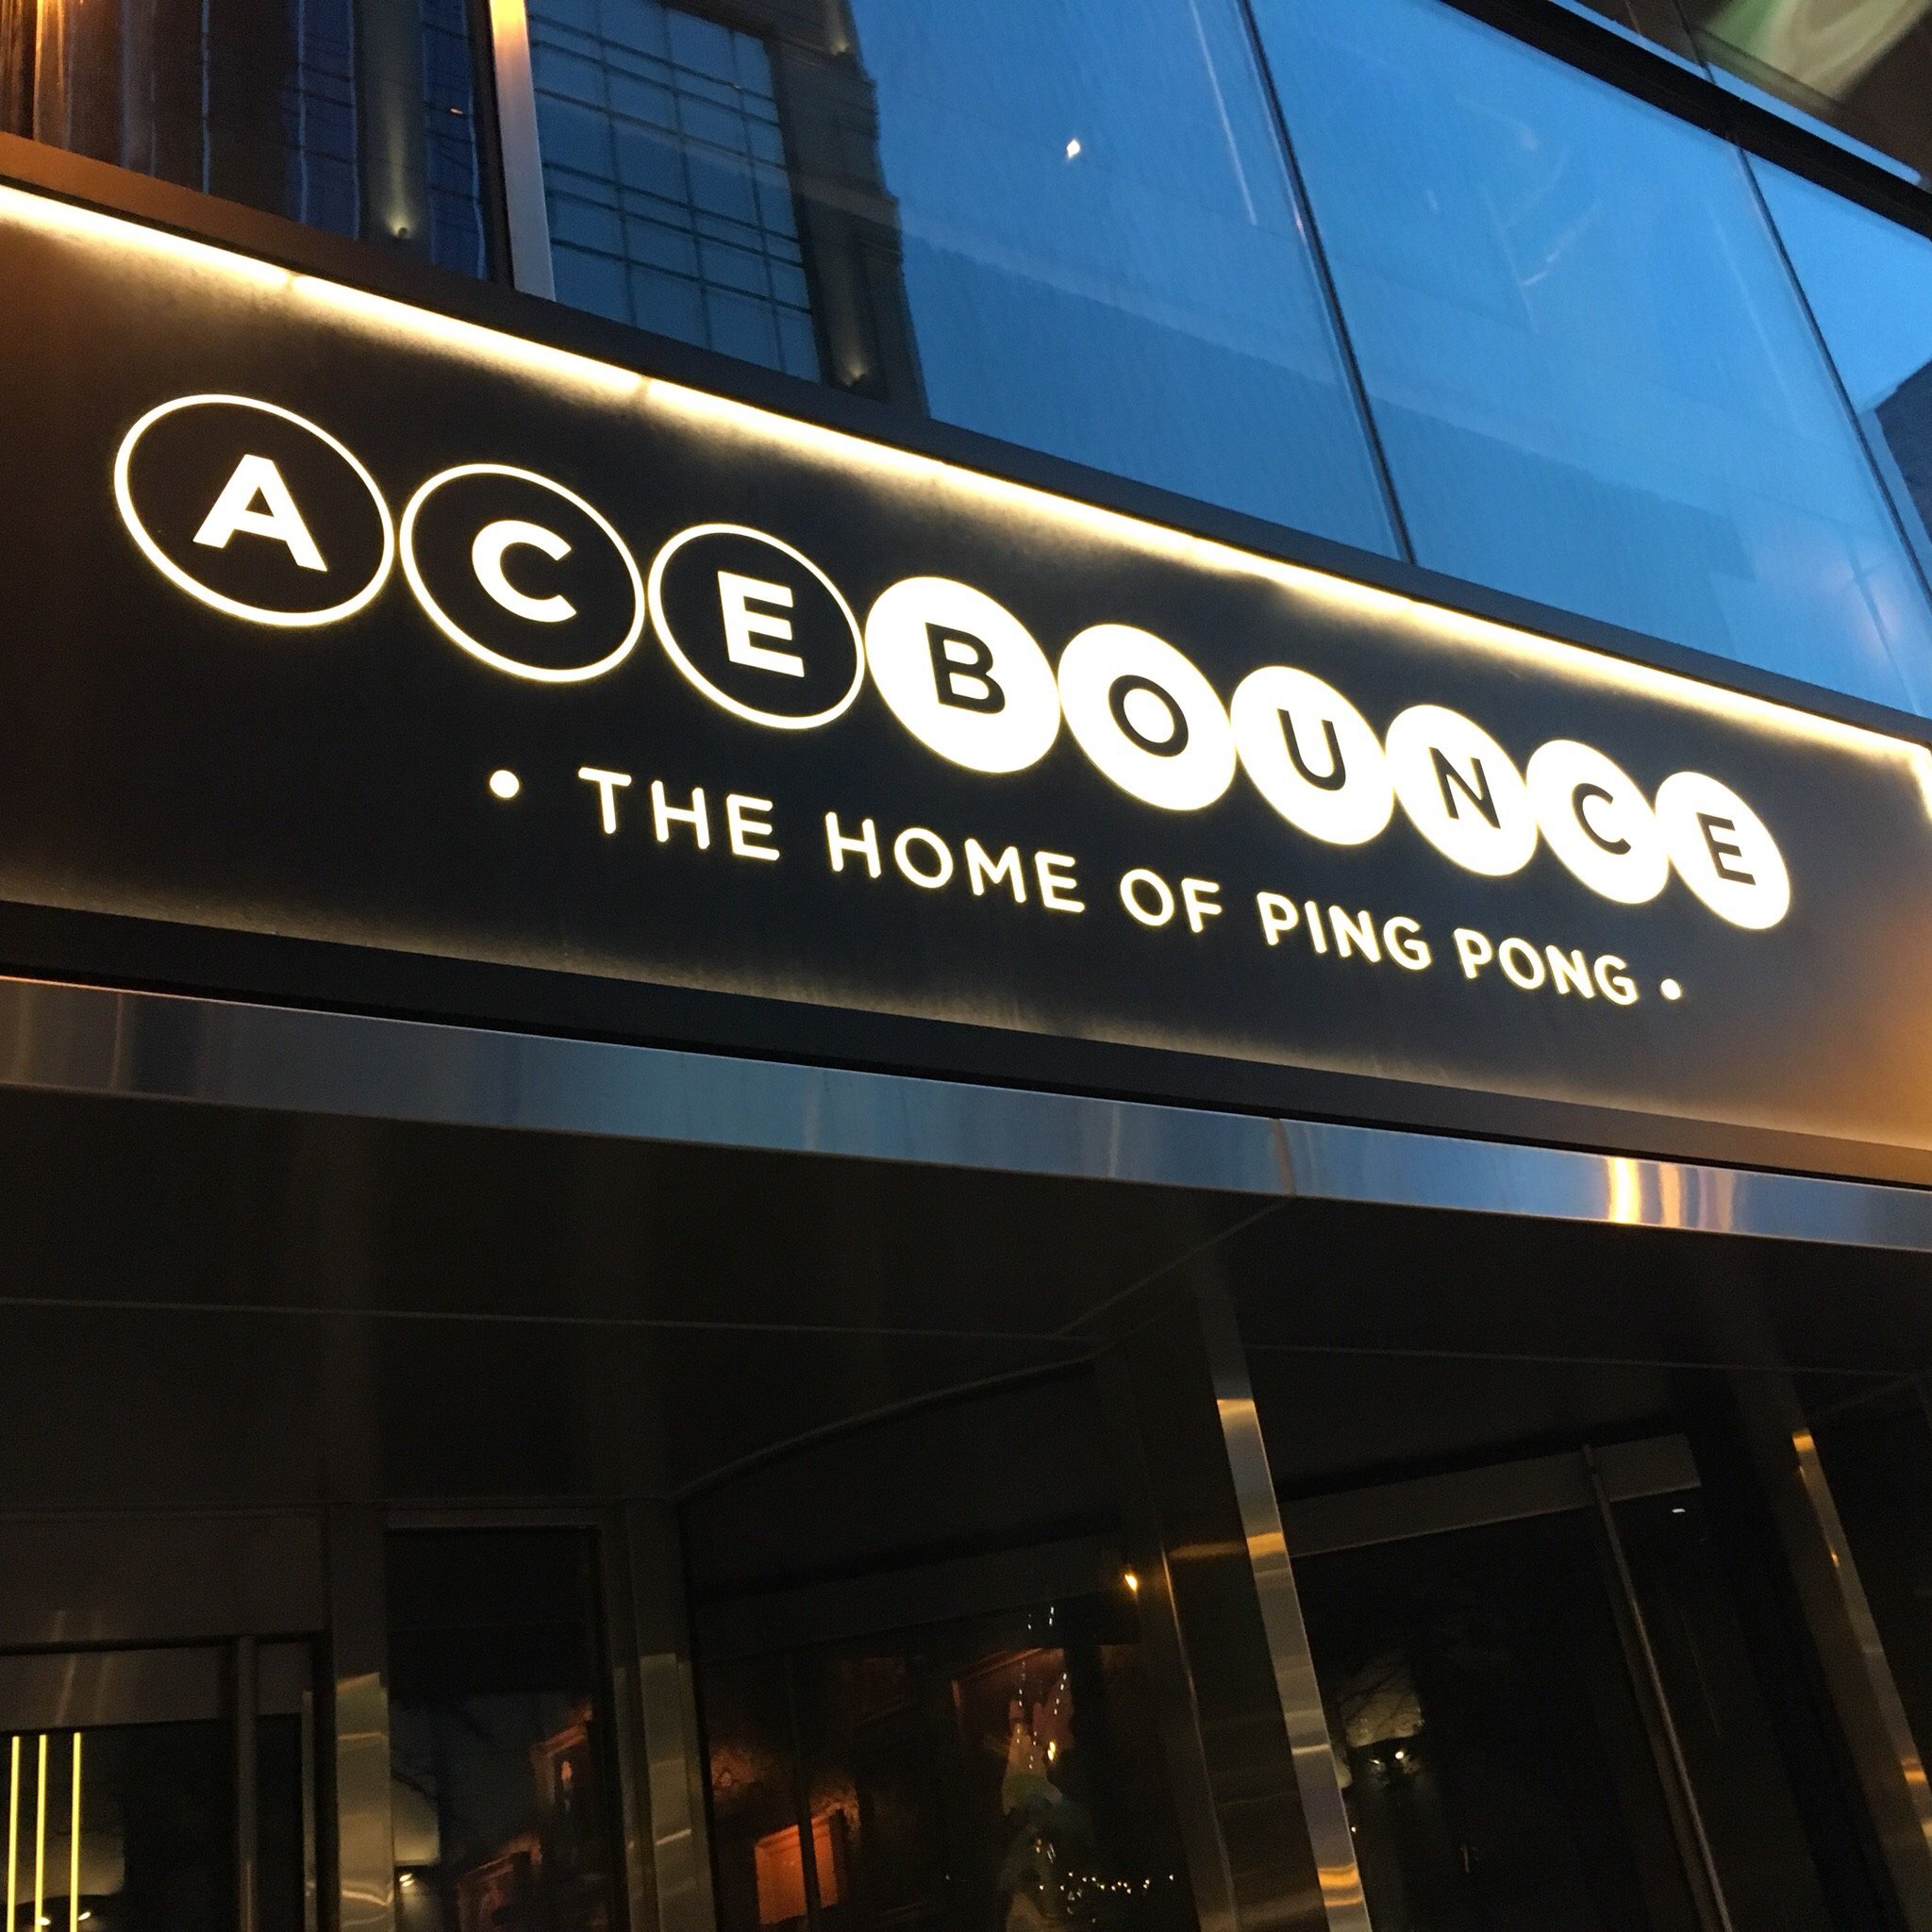 ACEBOUNCE
• THE HOME OF PING PONG •